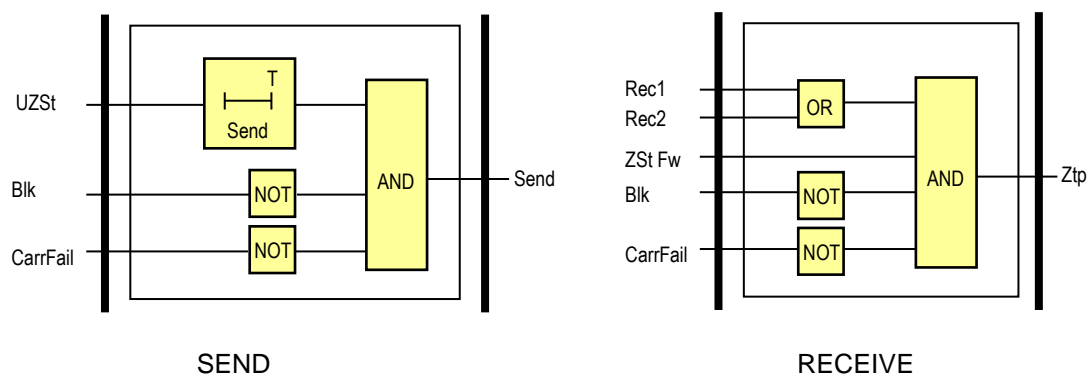 UZSt
T
Send
Blk
NOT
AND
Send
CarrFail
NOT
SEND
Rec1
Rec2
OR
ZSt Fw
Blk
NOT
AND
Ztp
CarrFail
NOT
RECEIVE